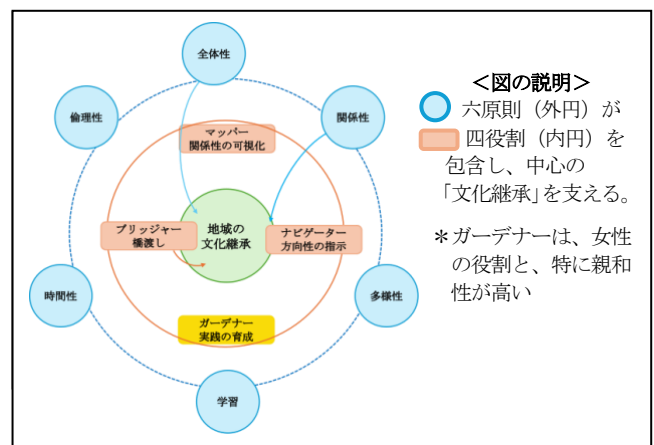 全体性
倫理性
関係性
マッパー
関係性の可視化
ブリッジャー
橋渡し
地域の
文化継承
ナビゲーター
方向性の指示
時間性
多様性
ガーデナー
実践の育成
学習
＜図の説明＞
六原則（外円）が
四役割（内円）を
包含し、中心の
「文化継承」を支える。
＊ガーデナーは、女性
の役割と、特に親和
性が高い